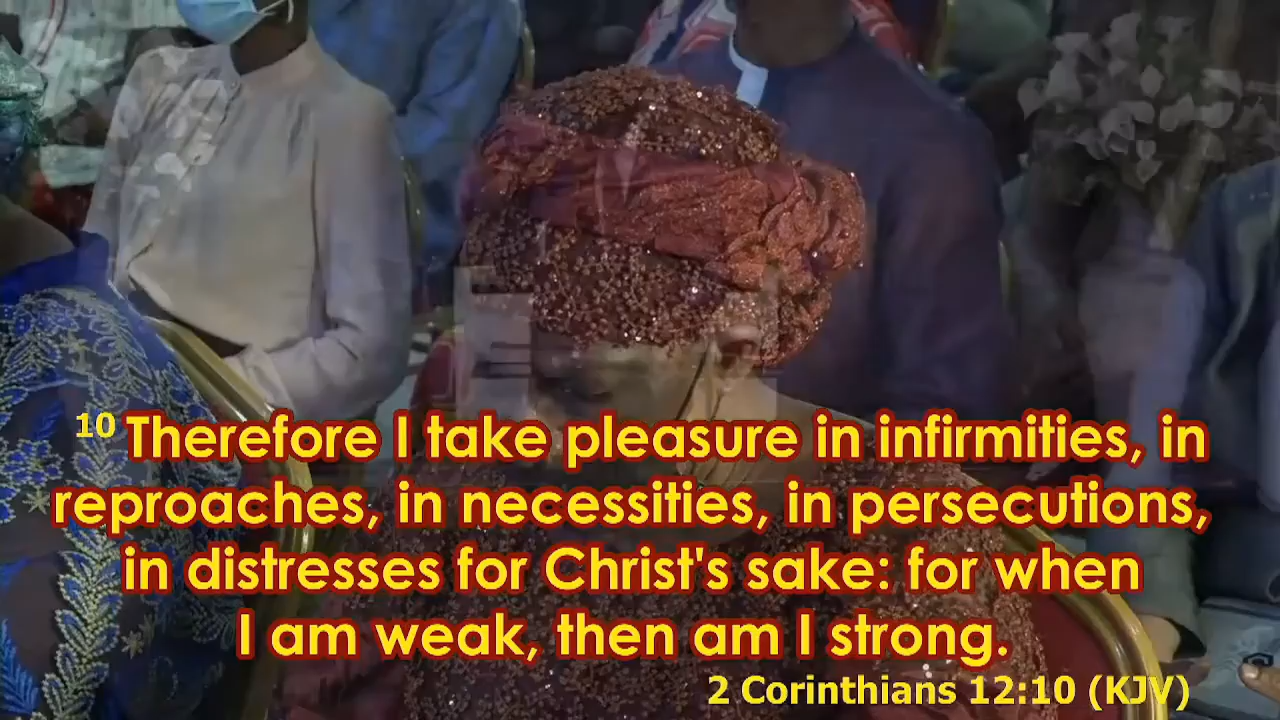 10 Therefore I take pleasure in infirmities, in
reproaches, in necessities, in persecutions,
in distresses for Christ's sake: for when
I am weak, then am I strong.
2 Corinthians 12:10 (KJV)